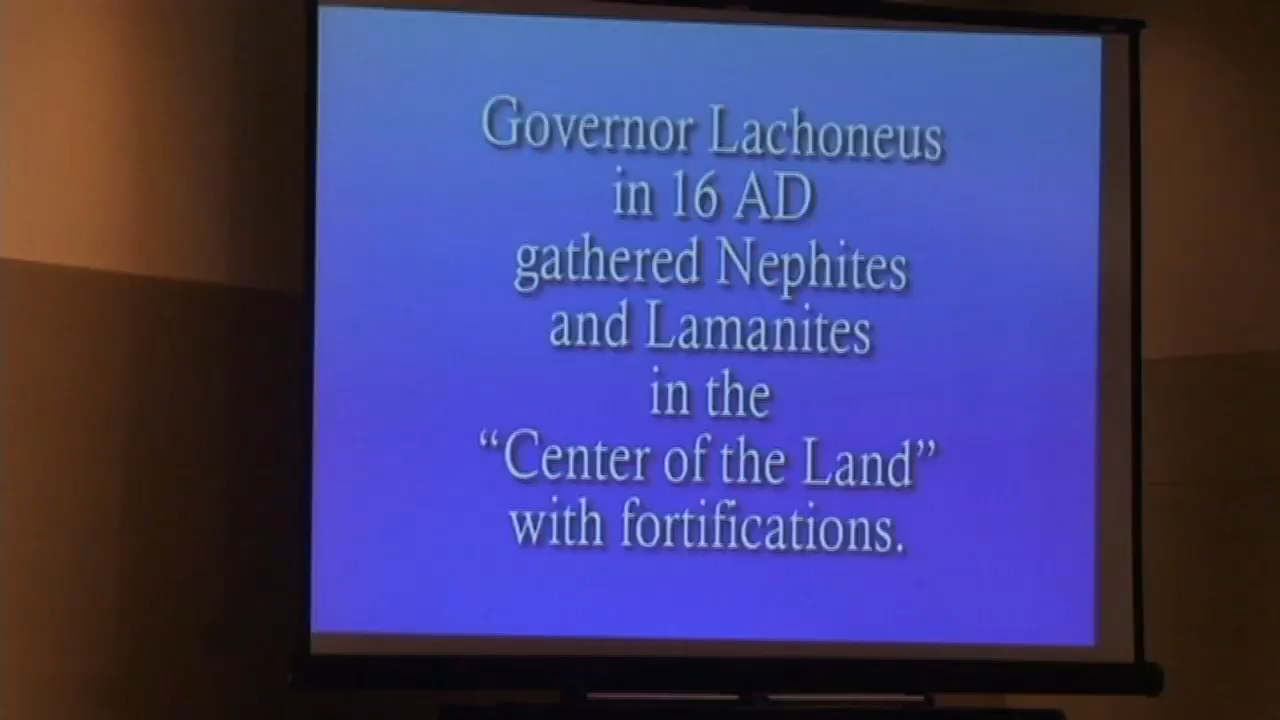 Governor Lachoneus
in 16 AD
gathered Nephites
and Lamanites
in the
“Center of the Land”
with fortifications.